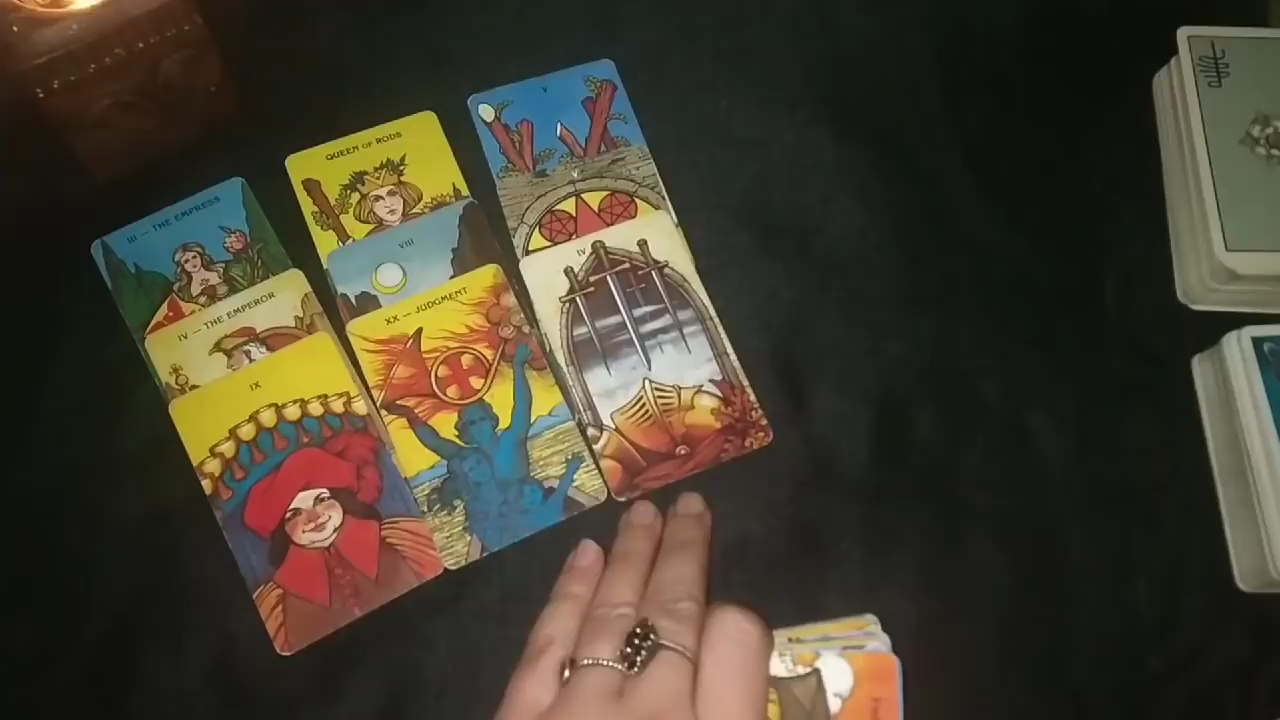 III — THE EMPRESS
IV — THE EMPEROR
IX
QUEEN OF RODS
VIII
XX — JUDGMENT
V
V
IV